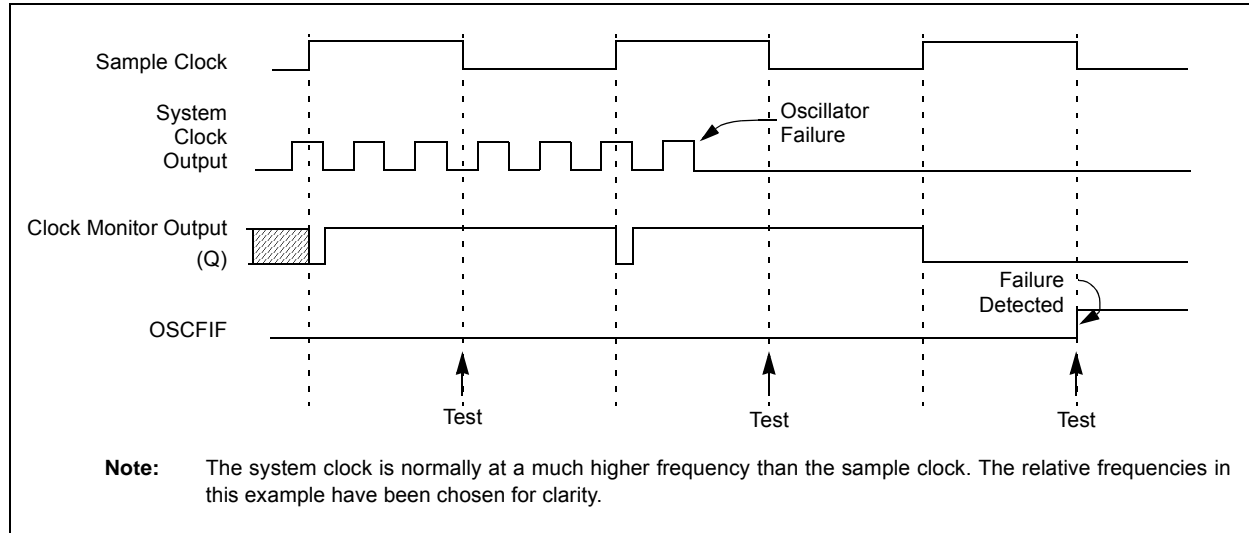 Sample Clock
System
Clock
Output
Oscillator
Failure
Clock Monitor Output
(Q)
Failure
Detected
OSCFIF
Test
Test
Test
Note: The system clock is normally at a much higher frequency than the sample clock. The relative frequencies in
this example have been chosen for clarity.